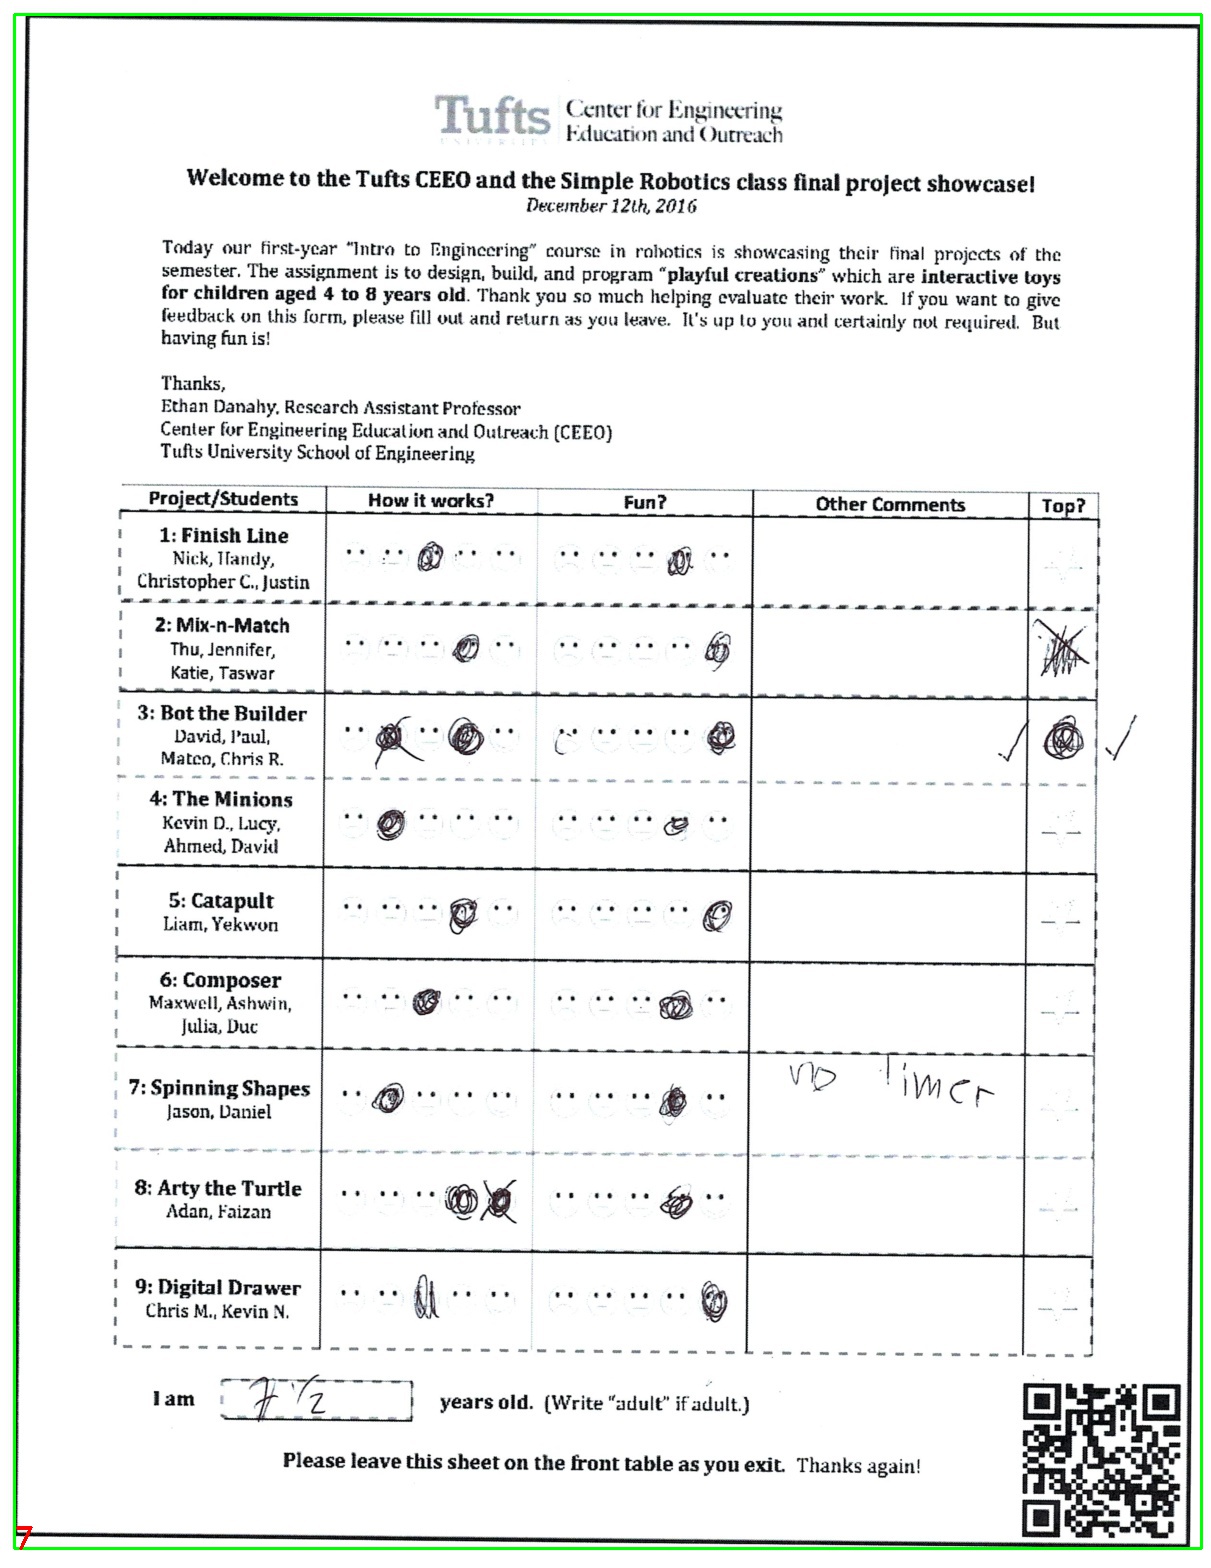 Tufts
UNIVERSITY
Center for Engineering
Education and Outreach
Welcome to the Tufts CEEO and the Simple Robotics class final project showcase!
December 12th, 2016
Today our first-year "Intro to Engineering" course in robotics is showcasing their final projects of the
semester. The assignment is to design, build, and program "playful creations" which are interactive toys
for children aged 4 to 8 years old. Thank you so much helping evaluate their work. If you want to give
feedback on this form, please fill out and return as you leave. It's up to you and certainly not required. But
having fun is!
Thanks,
Ethan Danahy, Research Assistant Professor
Center for Engineering Education and Outreach (CEEO)
Tufts University School of Engineering
Project/Students How it works? Fun? Other Comments Top?
1: Finish Line
Nick, Handy,
Christopher C., Justin
2: Mix-n-Match
Thu, Jennifer,
Katie, Taswar
3: Bot the Builder
David, Paul,
Mateo, Chris R.
4: The Minions
Kevin D., Lucy,
Ahmed, David
5: Catapult
Liam, Yekwon
6: Composer
Maxwell, Ashwin,
Julia, Duc
7: Spinning Shapes
Jason, Daniel
no Timer
8: Arty the Turtle
Adan, Faizan
9: Digital Drawer
Chris M., Kevin N.
I am 7 1/2 years old. (Write "adult" if adult.)
Please leave this sheet on the front table as you exit. Thanks again!
7